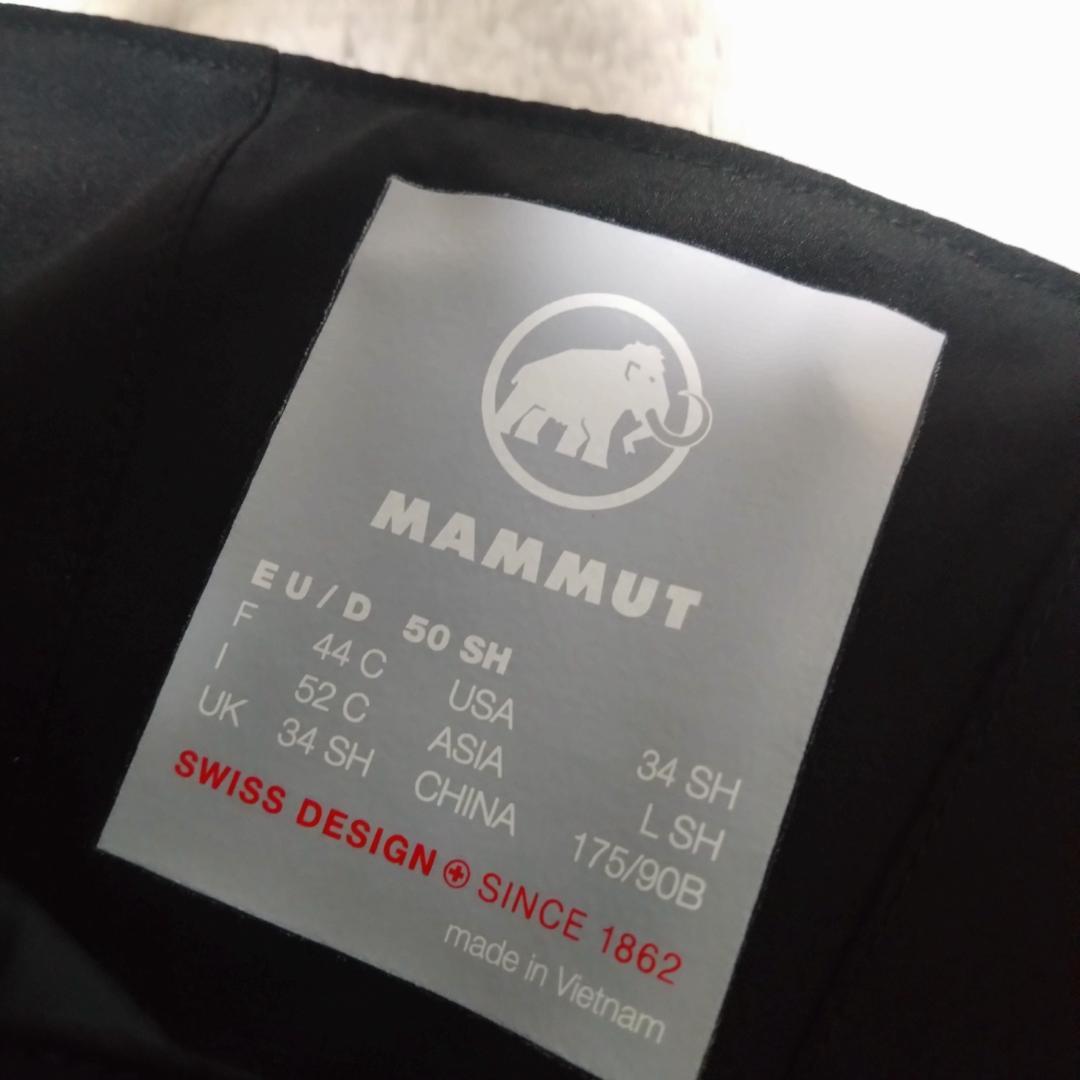 MAMMUT
EU/D 50 SH
F 44 C USA 34 SH
I 52 C ASIA L SH
UK 34 SH CHINA 175/90B
SWISS DESIGN SINCE 1862
made in Vietnam